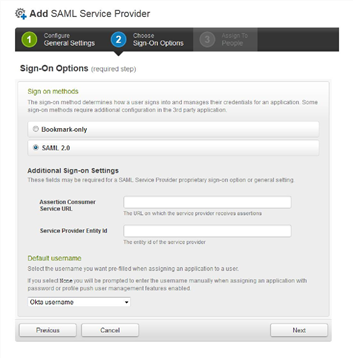 Add SAML Service Provider
1 Configure General Settings
2 Choose Sign-On Options
3 Assign To People
Sign-On Options (required step)
Sign on methods
The sign-on method determines how a user signs into and manages their credentials for an application. Some
sign-on methods require additional configuration in the 3rd party application.
Bookmark-only
SAML 2.0
Additional Sign-on Settings
These fields may be required for a SAML Service Provider proprietary sign-on option or general setting.
Assertion Consumer
Service URL
The URL on which the service provider receives assertions
Service Provider Entity Id
The entity id of the service provider
Default username
Select the username you want pre-filled when assigning an application to a user.
If you select None you will be prompted to enter the username manually when assigning an application with
password or profile push user management features enabled.
Okta username
Previous
Cancel
Next